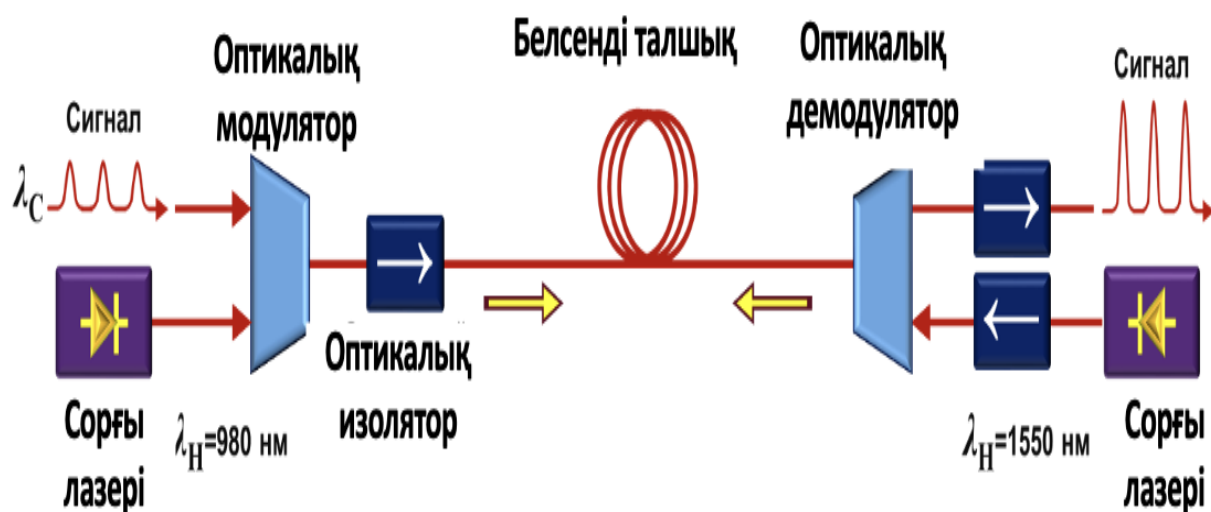 Оптикалық
модулятор
Белсенді талшық
Оптикалық
демодулятор
Сигнал
Сигнал
λC
Оптикалық
изолятор
Сорғы
лазері
λH=980 нм
λH=1550 нм
Сорғы
лазері